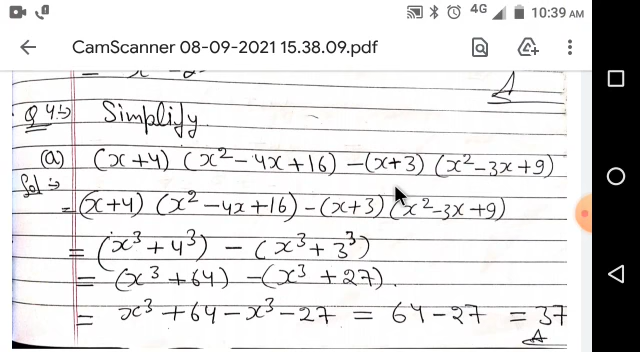 4G 10:39 AM
CamScanner 08-09-2021 15.38.09.pdf
Q 4:→ Simplify
(a) (x+4) (x²-4x+16) -(x+3) (x²-3x+9)
Sol :→
= (x+4) (x²-4x+16) -(x+3) (x²-3x+9)
= (x³+4³) - (x³+3³)
= (x³+64) -(x³+27).
= x³+64-x³-27 = 64-27 = 37